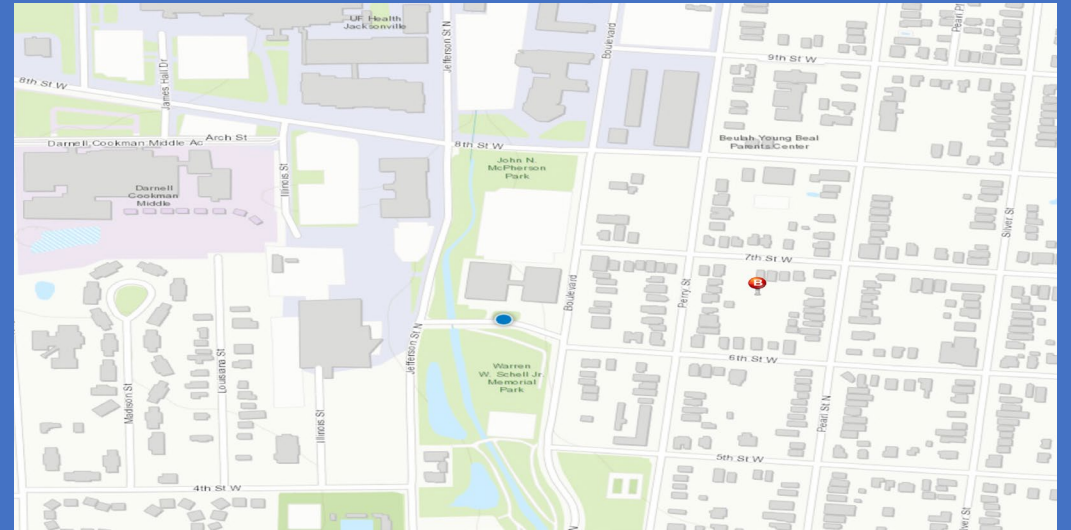 UF Health
Jacksonville
Jefferson St N
Boulevard
Pearl Pl
9th St W
8th St W
James Hall Dr
Arch St
Darnell Cookman Middle Ac
8th St W
Beulah Young Beal
Parents Center
John N.
McPherson
Park
Illinois St
Darnell
Cookman
Middle
Silver St
7th St W
Boulevard
Perry St
B
Jefferson St N
6th St W
Louisiana St
Warren
W. Schell Jr
Memorial
Park
Madison St
Illinois St
Pearl St N
5th St W
4th St W
N